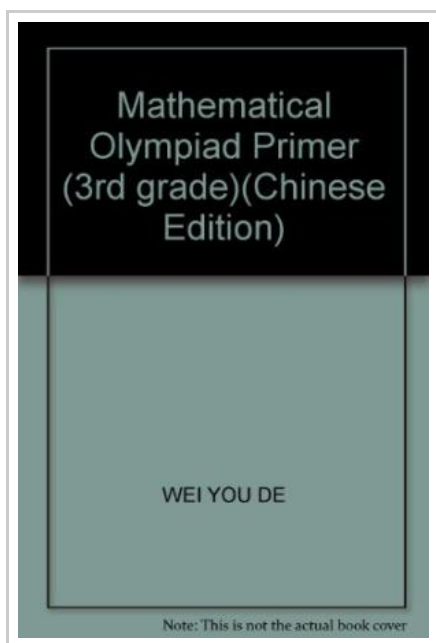 Mathematical
Olympiad Primer
(3rd grade)(Chinese
Edition)
WEI YOU DE
Note: This is not the actual book cover